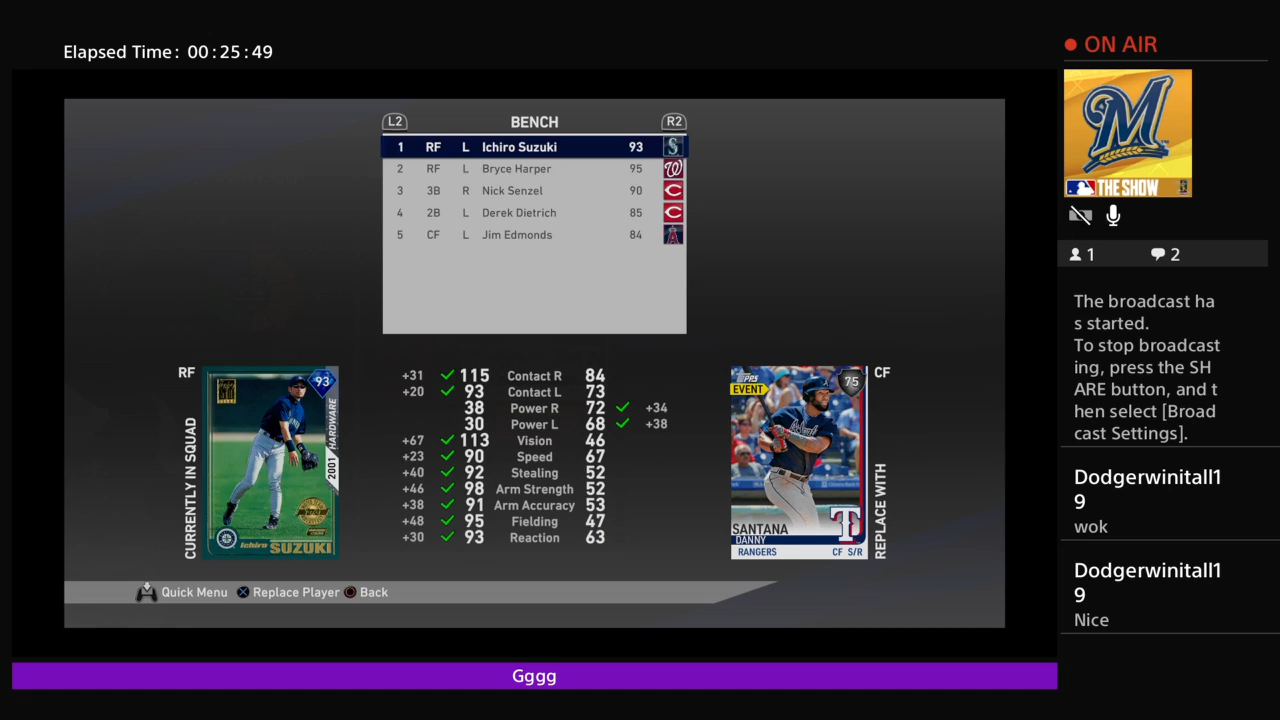 Elapsed Time: 00:25:49
ON AIR
M
THE SHOW
1 2
The broadcast ha
s started.
To stop broadcast
ing, press the SH
ARE button, and t
hen select [Broad
cast Settings].
Dodgerwinitall1
9
wok
Dodgerwinitall1
9
Nice
L2 BENCH R2
1 RF L Ichiro Suzuki 93 S
2 RF L Bryce Harper 95 W
3 3B R Nick Senzel 90 C
4 2B L Derek Dietrich 85 C
5 CF L Jim Edmonds 84 A
RF
CURRENTLY IN SQUAD
93
2001 HARDWARE
Ichiro SUZUKI
+31 115 Contact R 84
+20 93 Contact L 73
38 Power R 72 +34
30 Power L 68 +38
+67 113 Vision 46
+23 90 Speed 67
+40 92 Stealing 52
+46 98 Arm Strength 52
+38 91 Arm Accuracy 53
+48 95 Fielding 47
+30 93 Reaction 63
CF
REPLACE WITH
TOPPS
EVENT
75
Braves
SANTANA
DANNY
RANGERS CF S/R
T
Quick Menu Replace Player Back
Gggg